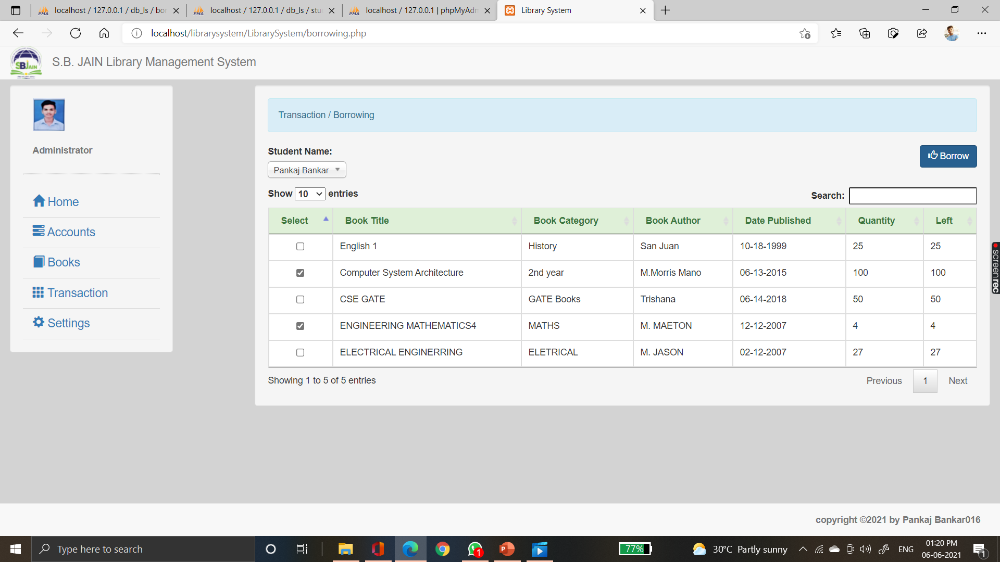 localhost / 127.0.0.1 / db_ls / bor
localhost / 127.0.0.1 / db_ls / stu
localhost / 127.0.0.1 | phpMyAdm
Library System
localhost/librarysystem/LibrarySystem/borrowing.php
SBJAIN
S.B. JAIN Library Management System
Administrator
Home
Accounts
Books
Transaction
Settings
Transaction / Borrowing
Student Name:
Pankaj Bankar
Borrow
Show 10 entries
Search:
Select Book Title Book Category Book Author Date Published Quantity Left
English 1 History San Juan 10-18-1999 25 25
Computer System Architecture 2nd year M.Morris Mano 06-13-2015 100 100
CSE GATE GATE Books Trishana 06-14-2018 50 50
ENGINEERING MATHEMATICS4 MATHS M. MAETON 12-12-2007 4 4
ELECTRICAL ENGINERRING ELETRICAL M. JASON 02-12-2007 27 27
Showing 1 to 5 of 5 entries
Previous 1 Next
screenrec
copyright ©2021 by Pankaj Bankar016
Type here to search
1
77%
30°C Partly sunny
ENG
01:20 PM
06-06-2021
1